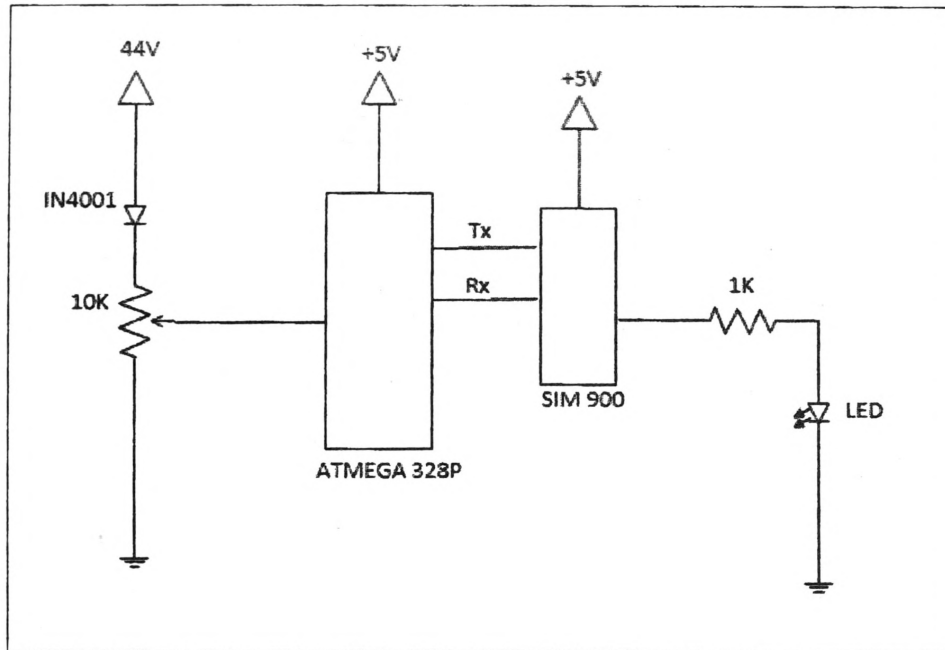 44V
+5V
+5V
IN4001
Tx
10K
Rx
1K
SIM 900
LED
ATMEGA 328P